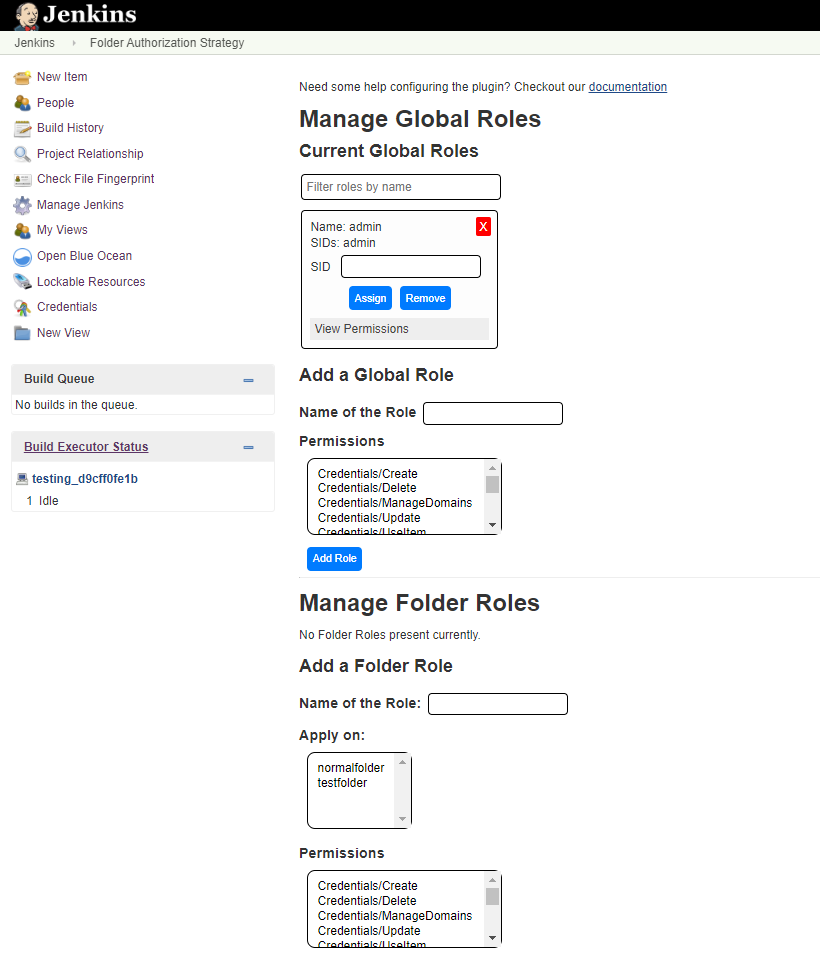 Jenkins
Jenkins Folder Authorization Strategy
New Item
People
Build History
Project Relationship
Check File Fingerprint
Manage Jenkins
My Views
Open Blue Ocean
Lockable Resources
Credentials
New View
Build Queue
No builds in the queue.
Build Executor Status
testing_d9cff0fe1b
1 Idle
Need some help configuring the plugin? Checkout our documentation
Manage Global Roles
Current Global Roles
Filter roles by name
Name: admin X
SIDs: admin
SID
Assign Remove
View Permissions
Add a Global Role
Name of the Role
Permissions
Credentials/Create
Credentials/Delete
Credentials/ManageDomains
Credentials/Update
Credentials/UseItem
Add Role
Manage Folder Roles
No Folder Roles present currently.
Add a Folder Role
Name of the Role:
Apply on:
normalfolder
testfolder
Permissions
Credentials/Create
Credentials/Delete
Credentials/ManageDomains
Credentials/Update
Credentials/UseItem